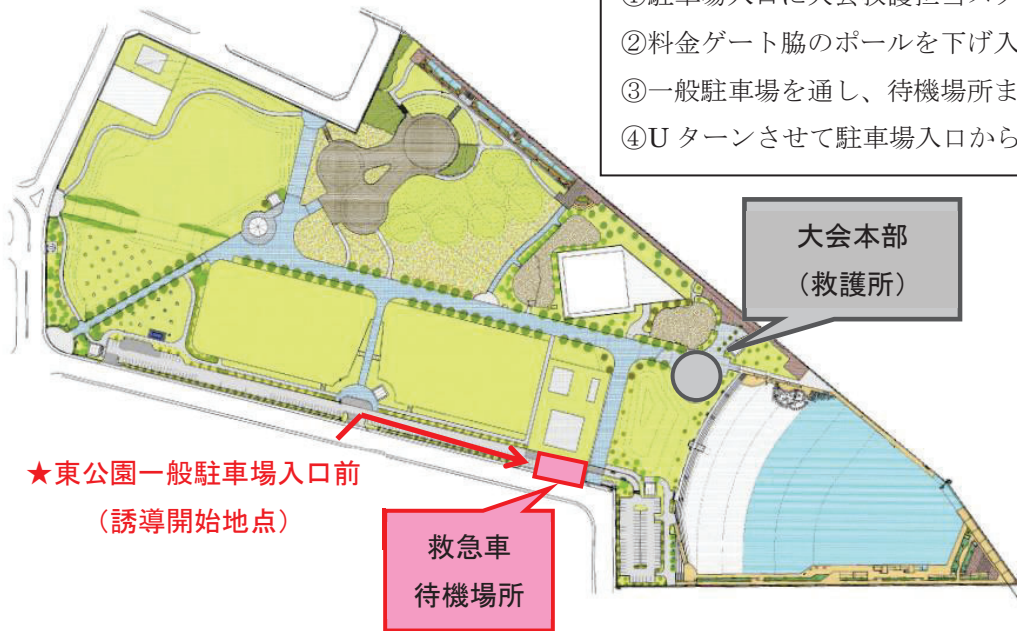 ②料金ゲート脇のポールを下げ入
③一般駐車場を通し、待機場所ま
④U ターンさせて駐車場入口から
大会本部
（救護所）
★東公園一般駐車場入口前
（誘導開始地点）
救急車
待機場所